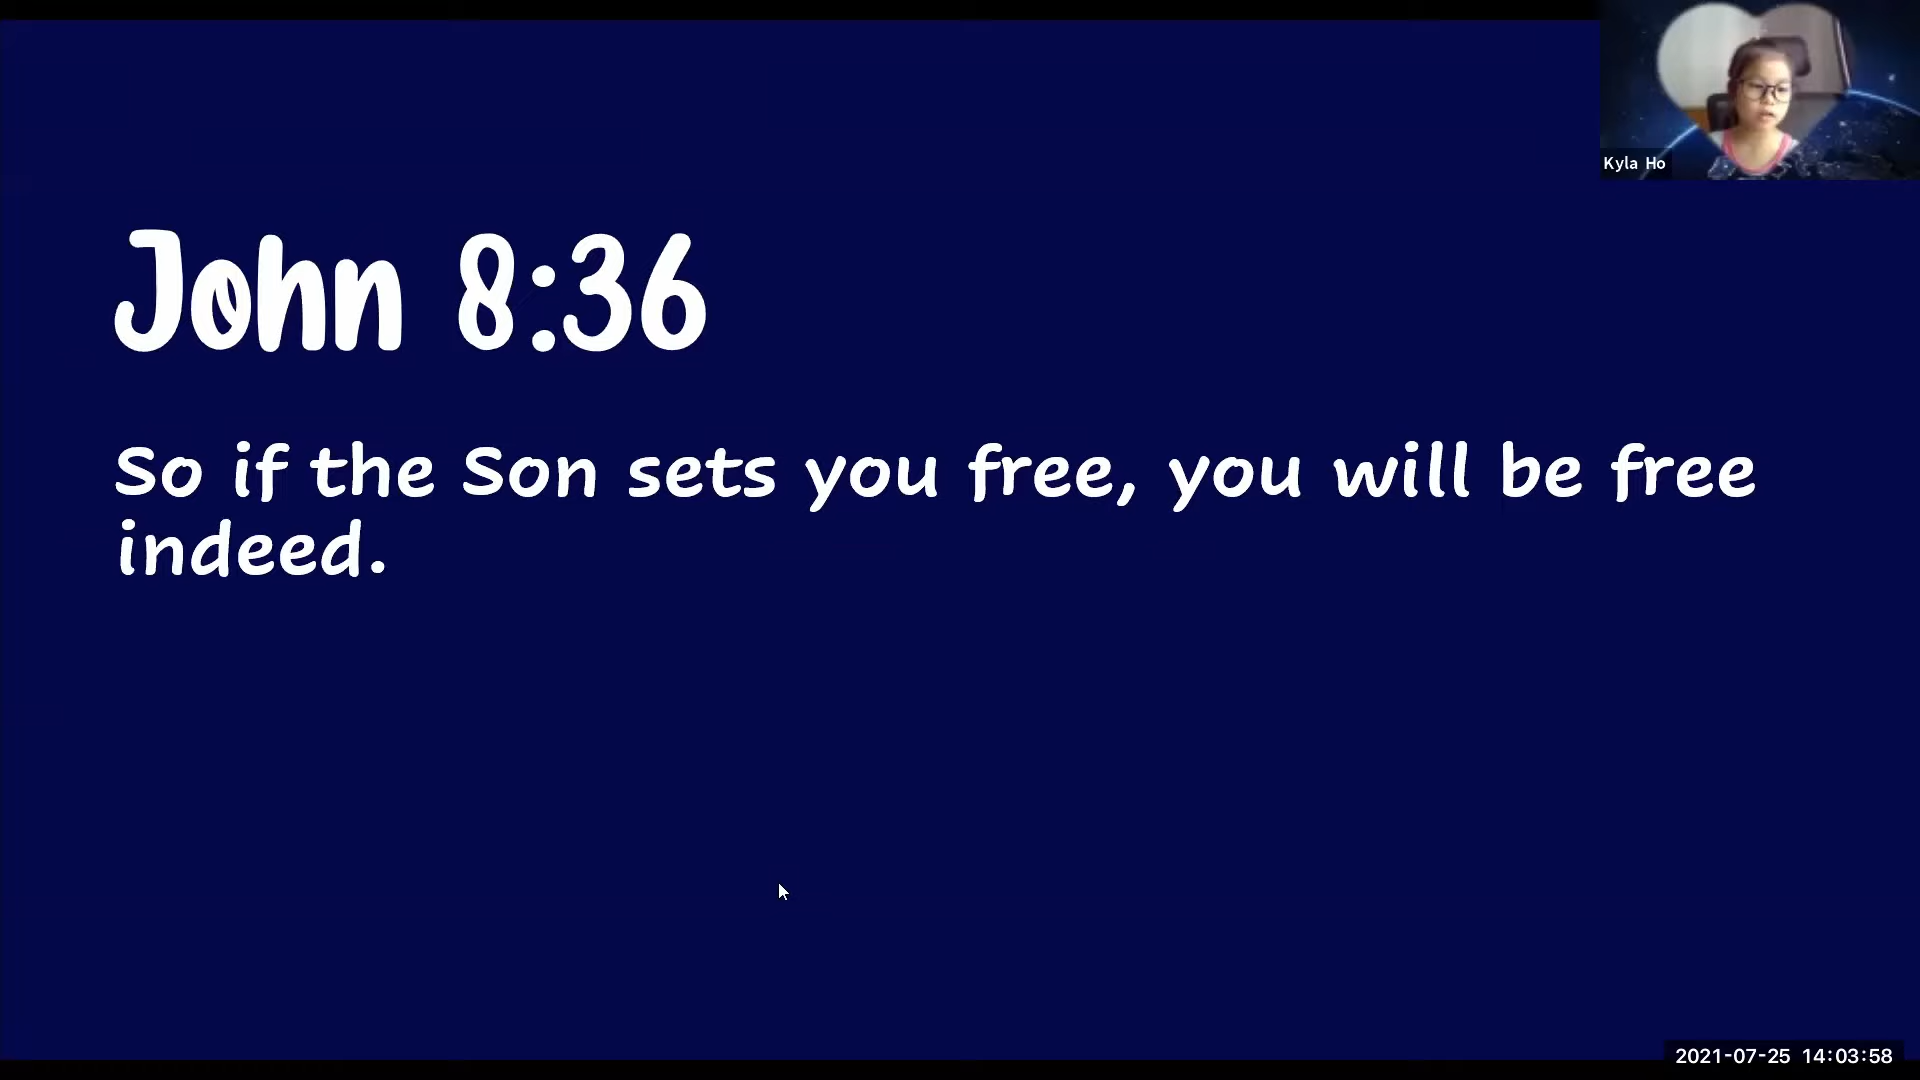 Kyla Ho
John 8:36
So if the Son sets you free, you will be free
indeed.
2021-07-25 14:03:58